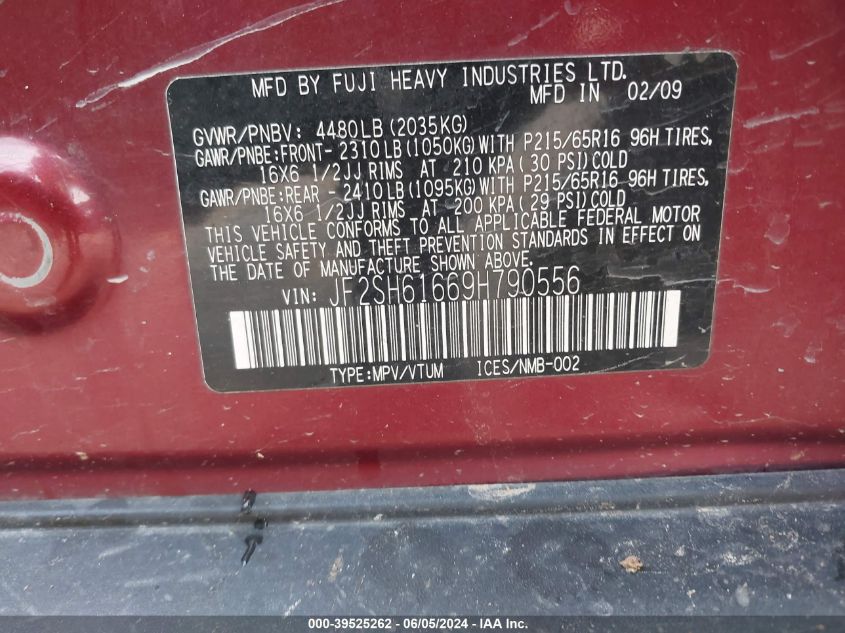 MFD BY FUJI HEAVY INDUSTRIES LTD.
MFD IN 02/09
GVWR/PNBV: 4480LB(2035KG)
GAWR/PNBE:FRONT- 2310LB(1050KG)WITH P215/65R16 96H TIRES,
16X6 1/2JJ RIMS AT 210 KPA( 30 PSI)COLD
GAWR/PNBE:REAR 2410LB(1095KG)WITH P215/65R16 96H TIRES,
16X6 1/2JJ RIMS AT 200 KPA( 29 PSI)COLD
THIS VEHICLE CONFORMS TO ALL APPLICABLE FEDERAL MOTOR
VEHICLE SAFETY AND THEFT PREVENTION STANDARDS IN EFFECT ON
THE DATE OF MANUFACTURE SHOWN ABOVE.
VIN: JF2SH61669H790556
TYPE:MPV/VTUM ICES/NMB-002
000-39525262 - 06/05/2024 - © Copyright 2024 IAA, Inc.